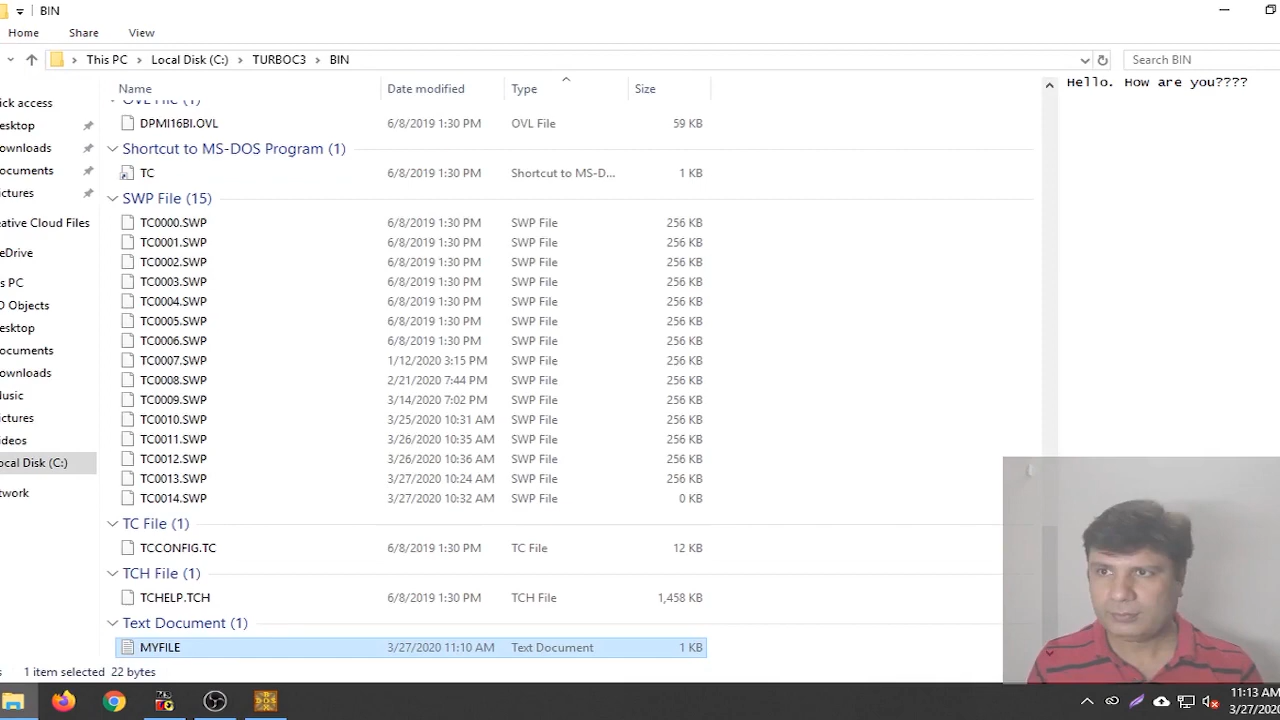 BIN
Home Share View
This PC Local Disk (C:) TURBOC3 BIN Search BIN
Name Date modified Type Size
Hello. How are you????
OVL File (1)
DPMI16BI.OVL 6/8/2019 1:30 PM OVL File 59 KB
Shortcut to MS-DOS Program (1)
TC 6/8/2019 1:30 PM Shortcut to MS-D... 1 KB
SWP File (15)
TC0000.SWP 6/8/2019 1:30 PM SWP File 256 KB
TC0001.SWP 6/8/2019 1:30 PM SWP File 256 KB
TC0002.SWP 6/8/2019 1:30 PM SWP File 256 KB
TC0003.SWP 6/8/2019 1:30 PM SWP File 256 KB
TC0004.SWP 6/8/2019 1:30 PM SWP File 256 KB
TC0005.SWP 6/8/2019 1:30 PM SWP File 256 KB
TC0006.SWP 6/8/2019 1:30 PM SWP File 256 KB
TC0007.SWP 1/12/2020 3:15 PM SWP File 256 KB
TC0008.SWP 2/21/2020 7:44 PM SWP File 256 KB
TC0009.SWP 3/14/2020 7:02 PM SWP File 256 KB
TC0010.SWP 3/25/2020 10:31 AM SWP File 256 KB
TC0011.SWP 3/26/2020 10:35 AM SWP File 256 KB
TC0012.SWP 3/26/2020 10:36 AM SWP File 256 KB
TC0013.SWP 3/27/2020 10:24 AM SWP File 256 KB
TC0014.SWP 3/27/2020 10:32 AM SWP File 0 KB
TC File (1)
TCCONFIG.TC 6/8/2019 1:30 PM TC File 12 KB
TCH File (1)
TCHELP.TCH 6/8/2019 1:30 PM TCH File 1,458 KB
Text Document (1)
MYFILE 3/27/2020 11:10 AM Text Document 1 KB
ick access
esktop
ownloads
ocuments
ictures
eative Cloud Files
eDrive
s PC
D Objects
esktop
ocuments
ownloads
usic
ictures
ideos
ocal Disk (C:)
twork
1 item selected 22 bytes
MS
DOS
11:13 AM
3/27/2020